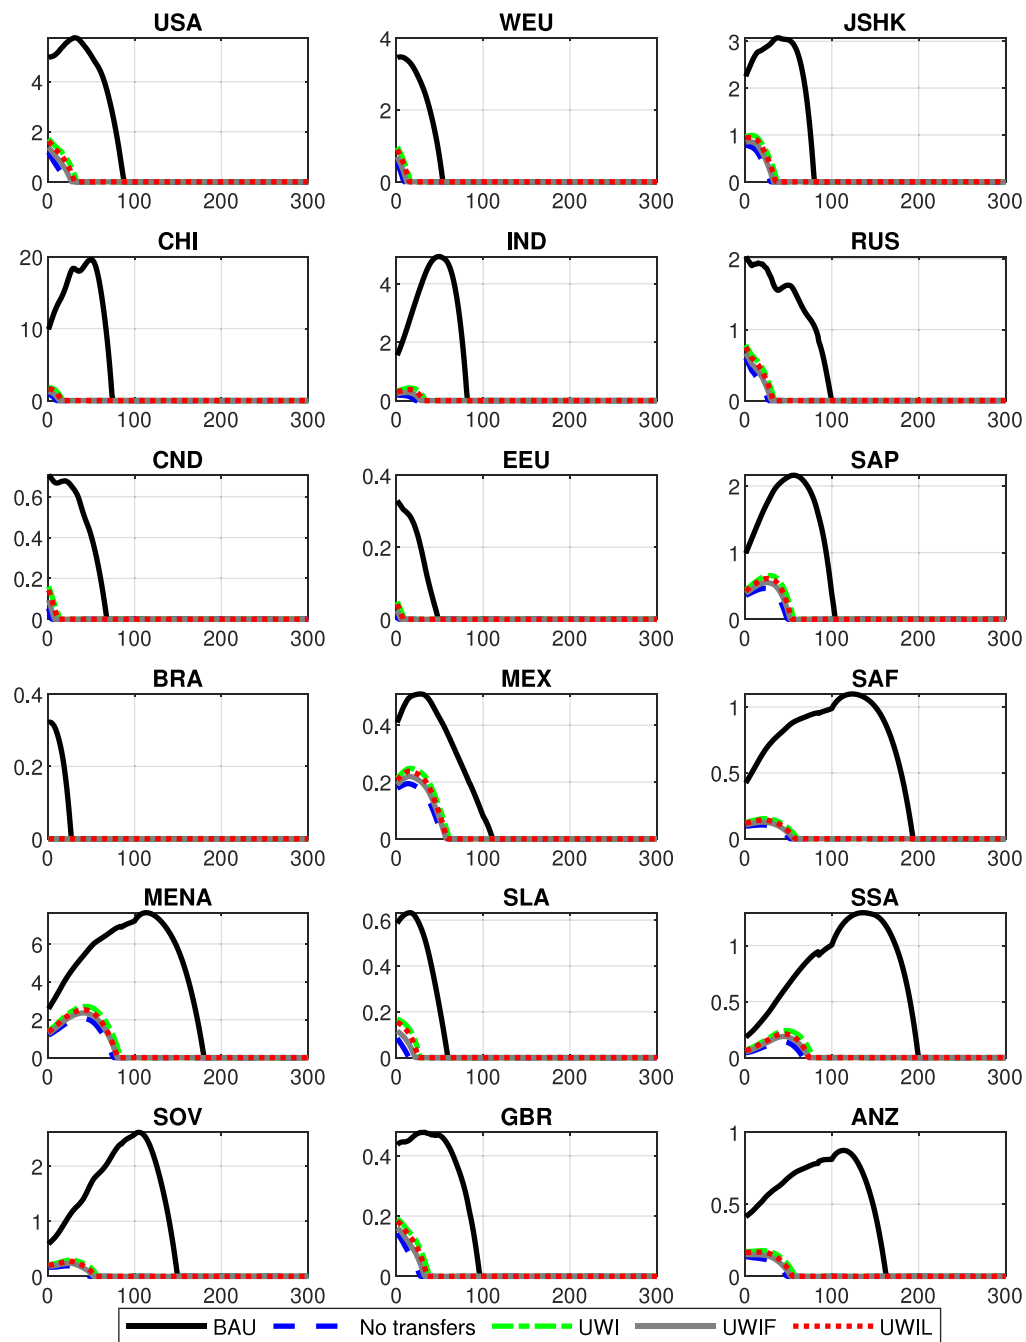 USA WEU JSHK
4 4 3
2 2 2
0 0 1
0 100 200 300 0 100 200 300 0
0 100 200 300
CHI IND RUS
20 4 2
10 2 1
0 0 0
0 100 200 300 0 100 200 300 0 100 200 300
CND EEU SAP
0.6 0.4 2
0.4 0.2 1
0.2 0 0
0
0 100 200 300 0 100 200 300 0 100 200 300
BRA MEX SAF
0.4 0.4 1
0.2 0.2 0.5
0 0 0
0 100 200 300 0 100 200 300 0 100 200 300
MENA SLA SSA
6 0.6 1
4 0.4 0.5
2 0.2 0
0 0
0 100 200 300 0 100 200 300 0 100 200 300
SOV GBR ANZ
2 0.4 1
1 0.2 0.5
0 0 0
0 100 200 300 0 100 200 300 0 100 200 300
BAU No transfers UWI UWIF UWIL